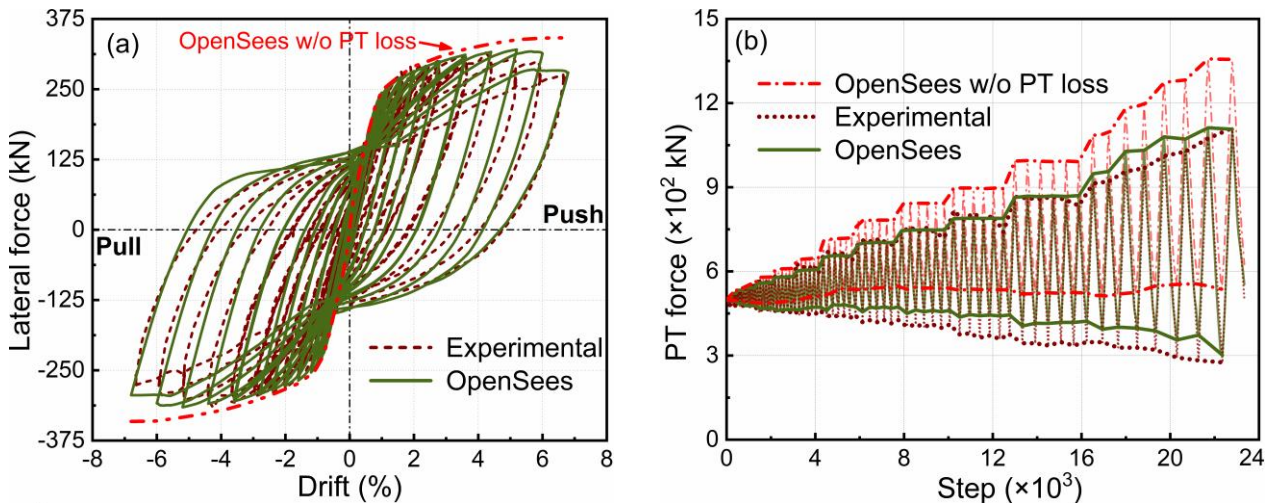 (a)
OpenSees w/o PT loss
375
250
125
0
-125
-250
-375
Lateral force (kN)
Pull
Push
Experimental
OpenSees
-8 -6 -4 -2 0 2 4 6 8
Drift (%)
(b)
OpenSees w/o PT loss
Experimental
OpenSees
15
13
9
6
3
0
PT force (×10² kN)
0 4 8 12 16 20 24
Step (×10³)